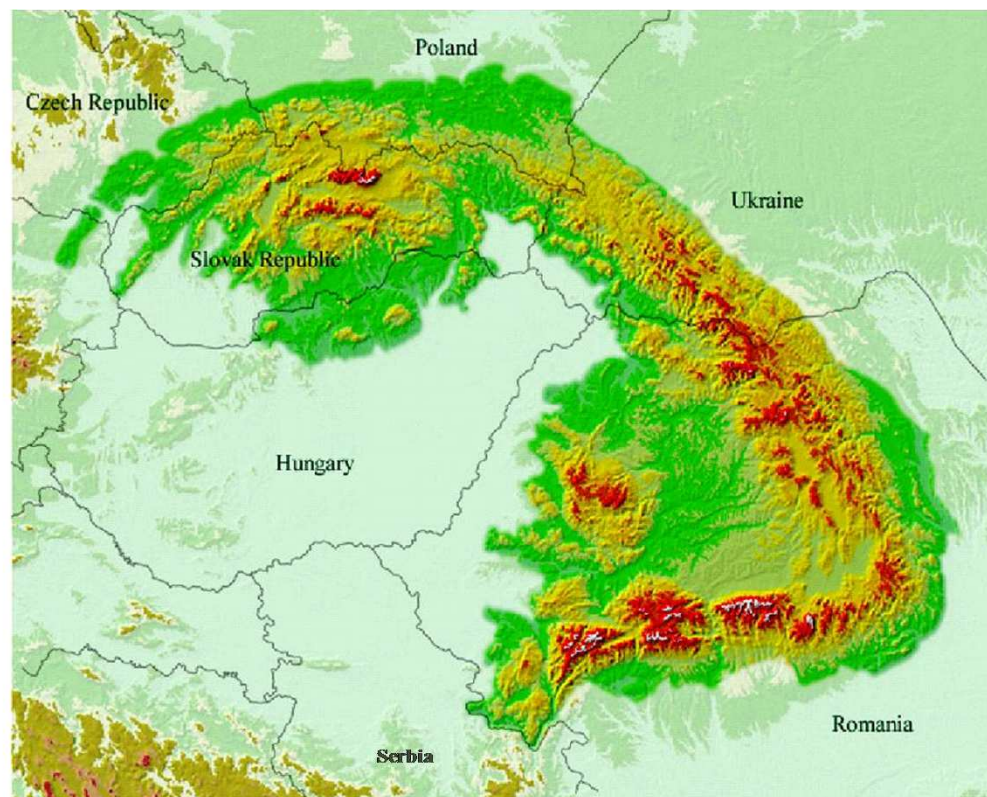 Poland
Czech Republic
Ukraine
Slovak Republic
Hungary
Romania
Serbia